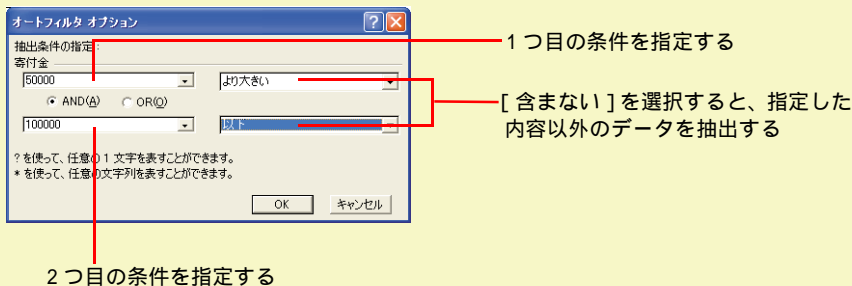 オートフィルタ オプション
抽出条件の指定:
寄付金
50000 より大きい
AND(A) OR(O)
100000 以下
? を使って、任意の 1 文字を表すことができます。
* を使って、任意の文字列を表すことができます。
OK キャンセル
1 つ目の条件を指定する
[ 含まない ] を選択すると、指定した
内容以外のデータを抽出する
2 つ目の条件を指定する